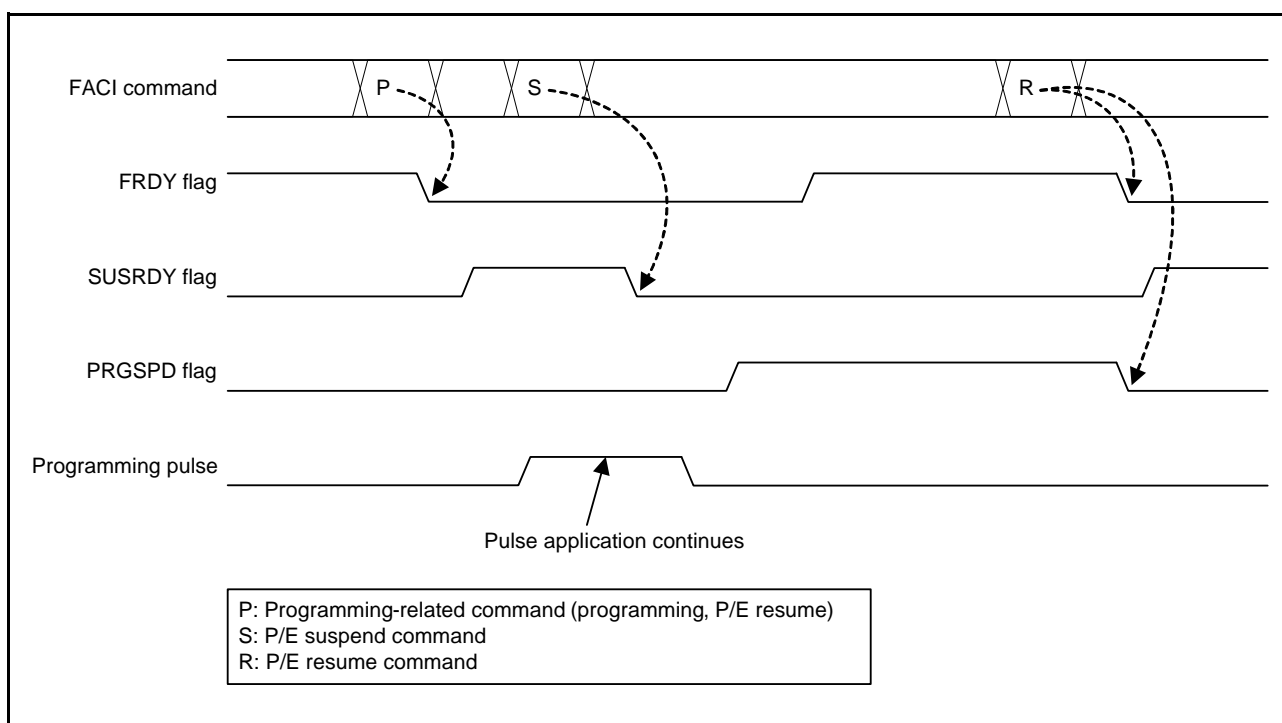 FACI command
P
S
R
FRDY flag
SUSRDY flag
PRGSPD flag
Programming pulse
Pulse application continues
P: Programming-related command (programming, P/E resume)
S: P/E suspend command
R: P/E resume command